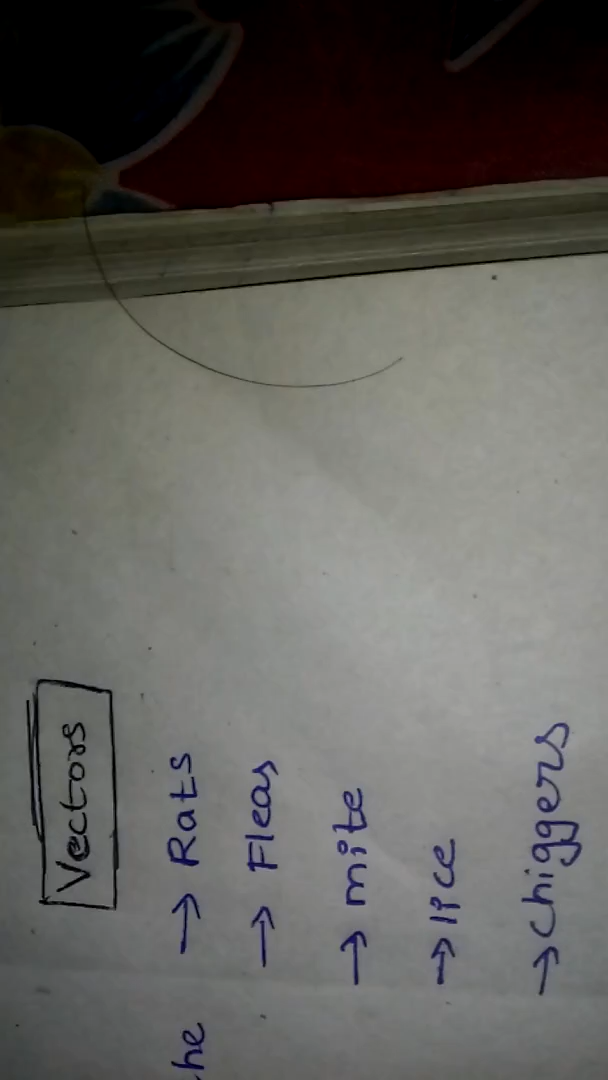 Vectors
he → Rats
→ Fleas
→ mite
→ lice
→ chiggers